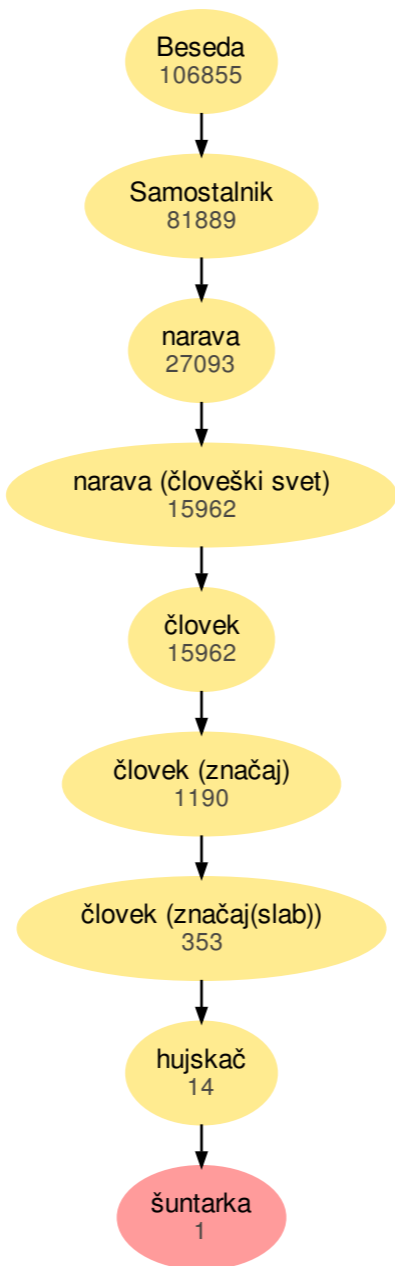 Beseda
106855
Samostalnik
81889
narava
27093
narava (človeški svet)
15962
človek
15962
človek (značaj)
1190
človek (značaj(slab))
353
hujskač
14
šuntarka
1